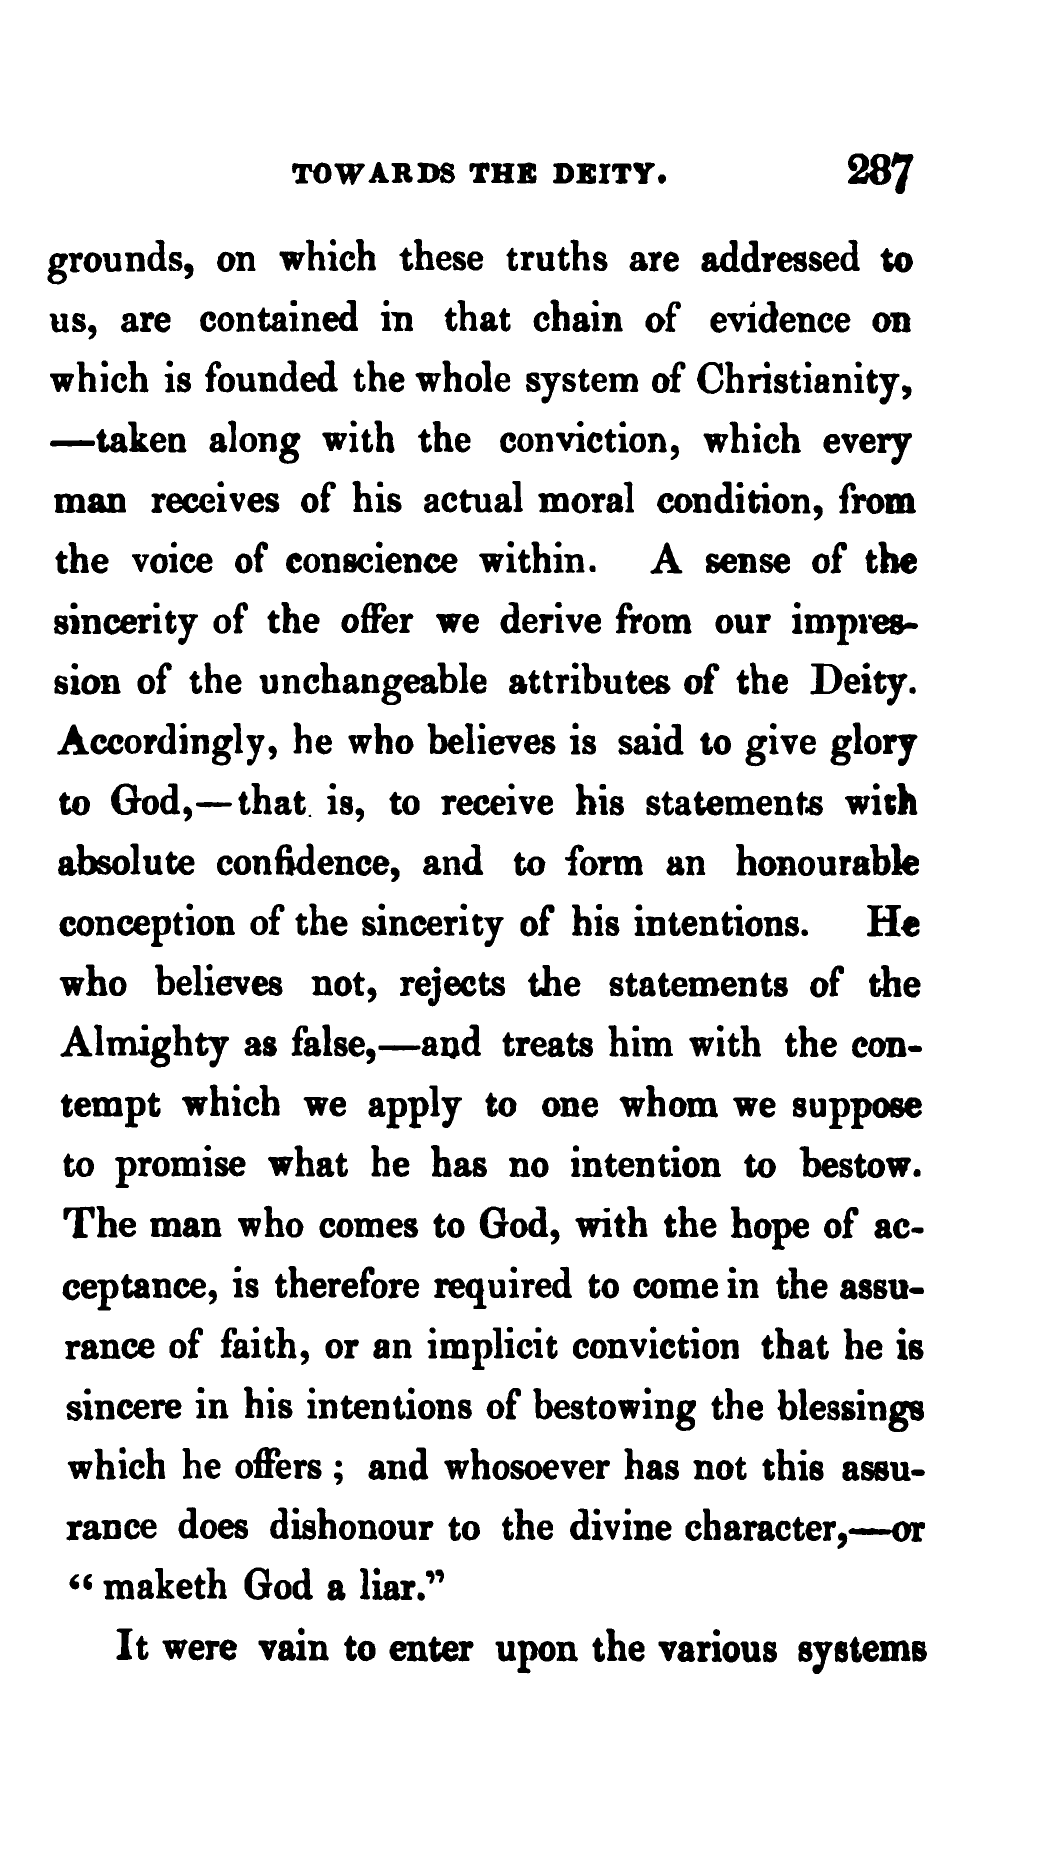 TOWARDS THE DEITY. 287
grounds, on which these truths are addressed to
us, are contained in that chain of evidence on
which is founded the whole system of Christianity,
—taken along with the conviction, which every
man receives of his actual moral condition, from
the voice of conscience within. A sense of the
sincerity of the offer we derive from our impres-
sion of the unchangeable attributes of the Deity.
Accordingly, he who believes is said to give glory
to God,—that is, to receive his statements with
absolute confidence, and to form an honourable
conception of the sincerity of his intentions. He
who believes not, rejects the statements of the
Almighty as false,—and treats him with the con-
tempt which we apply to one whom we suppose
to promise what he has no intention to bestow.
The man who comes to God, with the hope of ac-
ceptance, is therefore required to come in the assu-
rance of faith, or an implicit conviction that he is
sincere in his intentions of bestowing the blessings
which he offers ; and whosoever has not this assu-
rance does dishonour to the divine character,—or
“ maketh God a liar.”
It were vain to enter upon the various systems